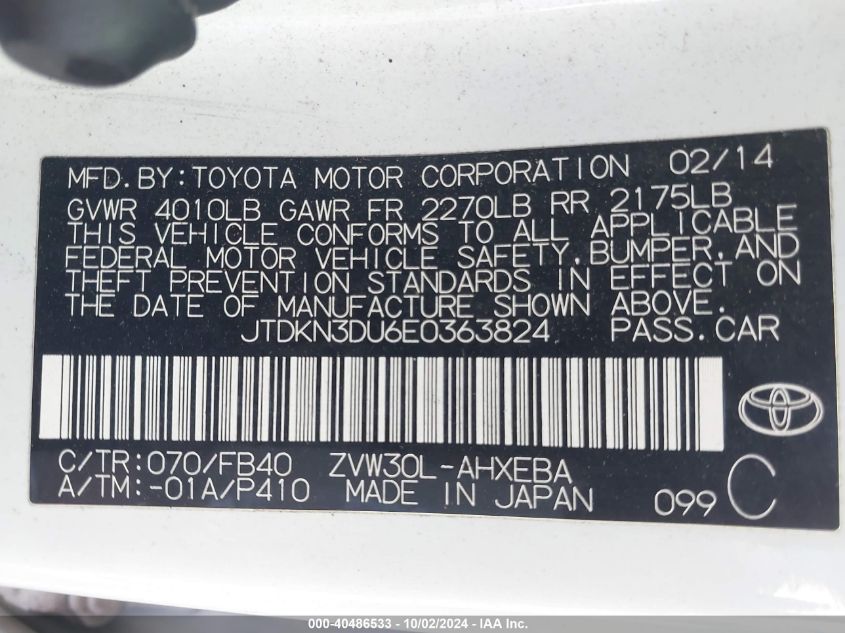 MFD.BY:TOYOTA MOTOR CORPORATION 02/14
GVWR 4010LB GAWR FR 2270LB RR 2175LB
THIS VEHICLE CONFORMS TO ALL APPLICABLE
FEDERAL MOTOR VEHICLE SAFETY,BUMPER,AND
THEFT PREVENTION STANDARDS IN EFFECT ON
THE DATE OF MANUFACTURE SHOWN ABOVE.
JTDKN3DU6E0363824 PASS.CAR
C/TR:070/FB40 ZVW30L-AHXEBA
A/TM:-01A/P410 MADE IN JAPAN 099 C
000-40486533 - 10/02/2024 - IAA Inc.